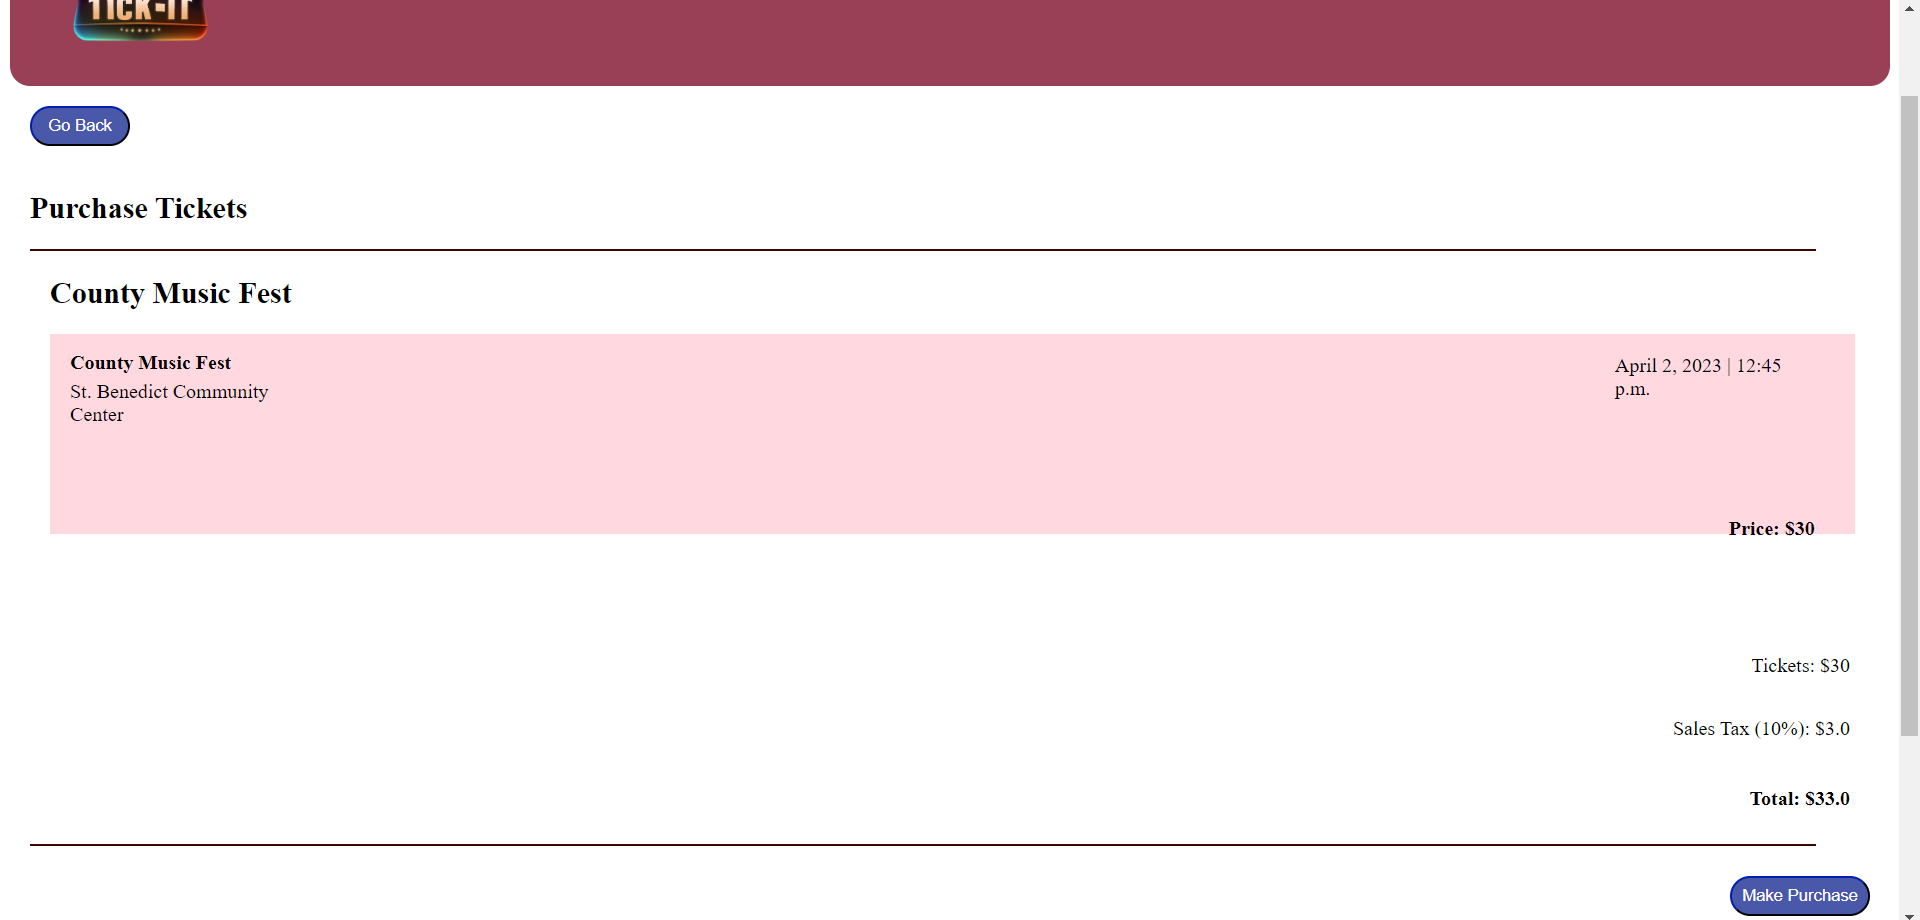 TICK-IT
Go Back
Purchase Tickets
County Music Fest
County Music Fest
April 2, 2023 | 12:45
p.m.
St. Benedict Community
Center
Price: $30
Tickets: $30
Sales Tax (10%): $3.0
Total: $33.0
Make Purchase